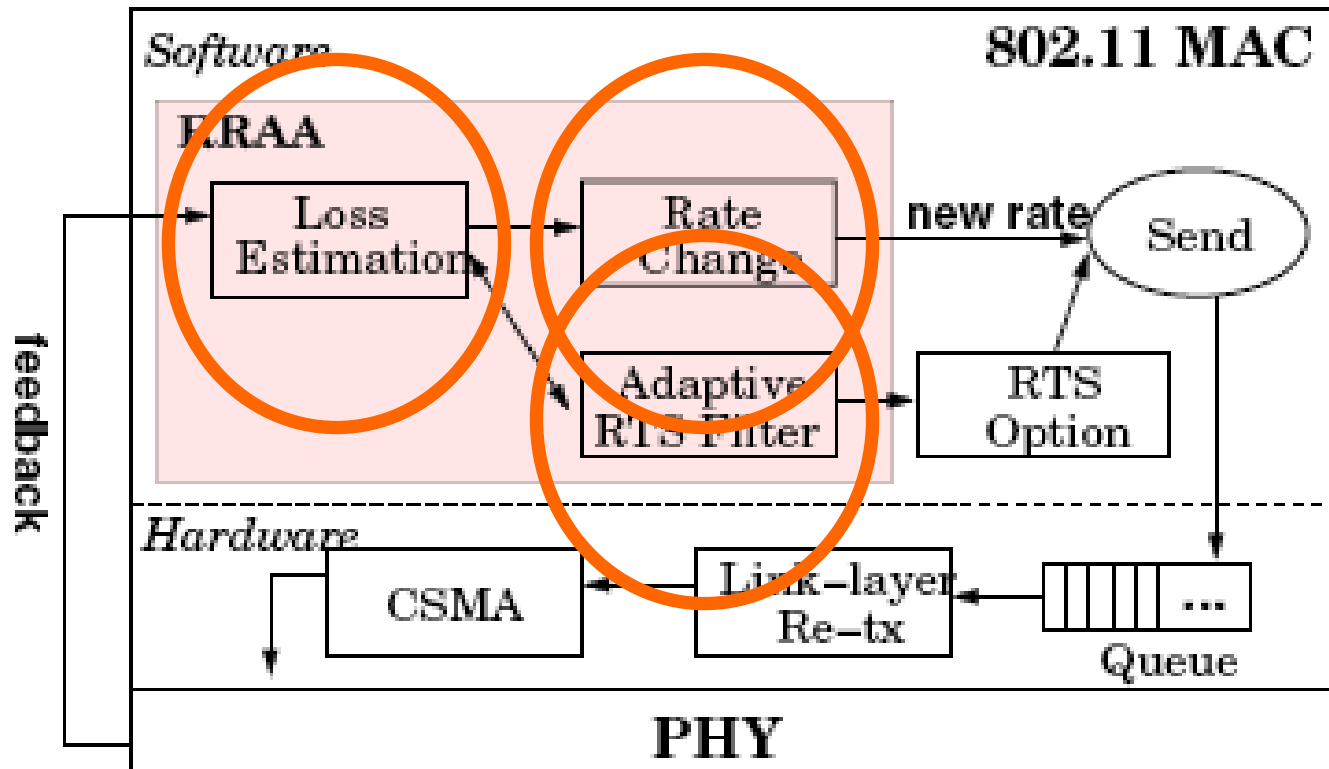 Software
802.11 MAC
RRAA
Loss
Estimation
Rate
Change
new rate
Send
feedback
Adaptive
RTS Filter
RTS
Option
Hardware
CSMA
Link-layer
Re-tx
...
Queue
PHY